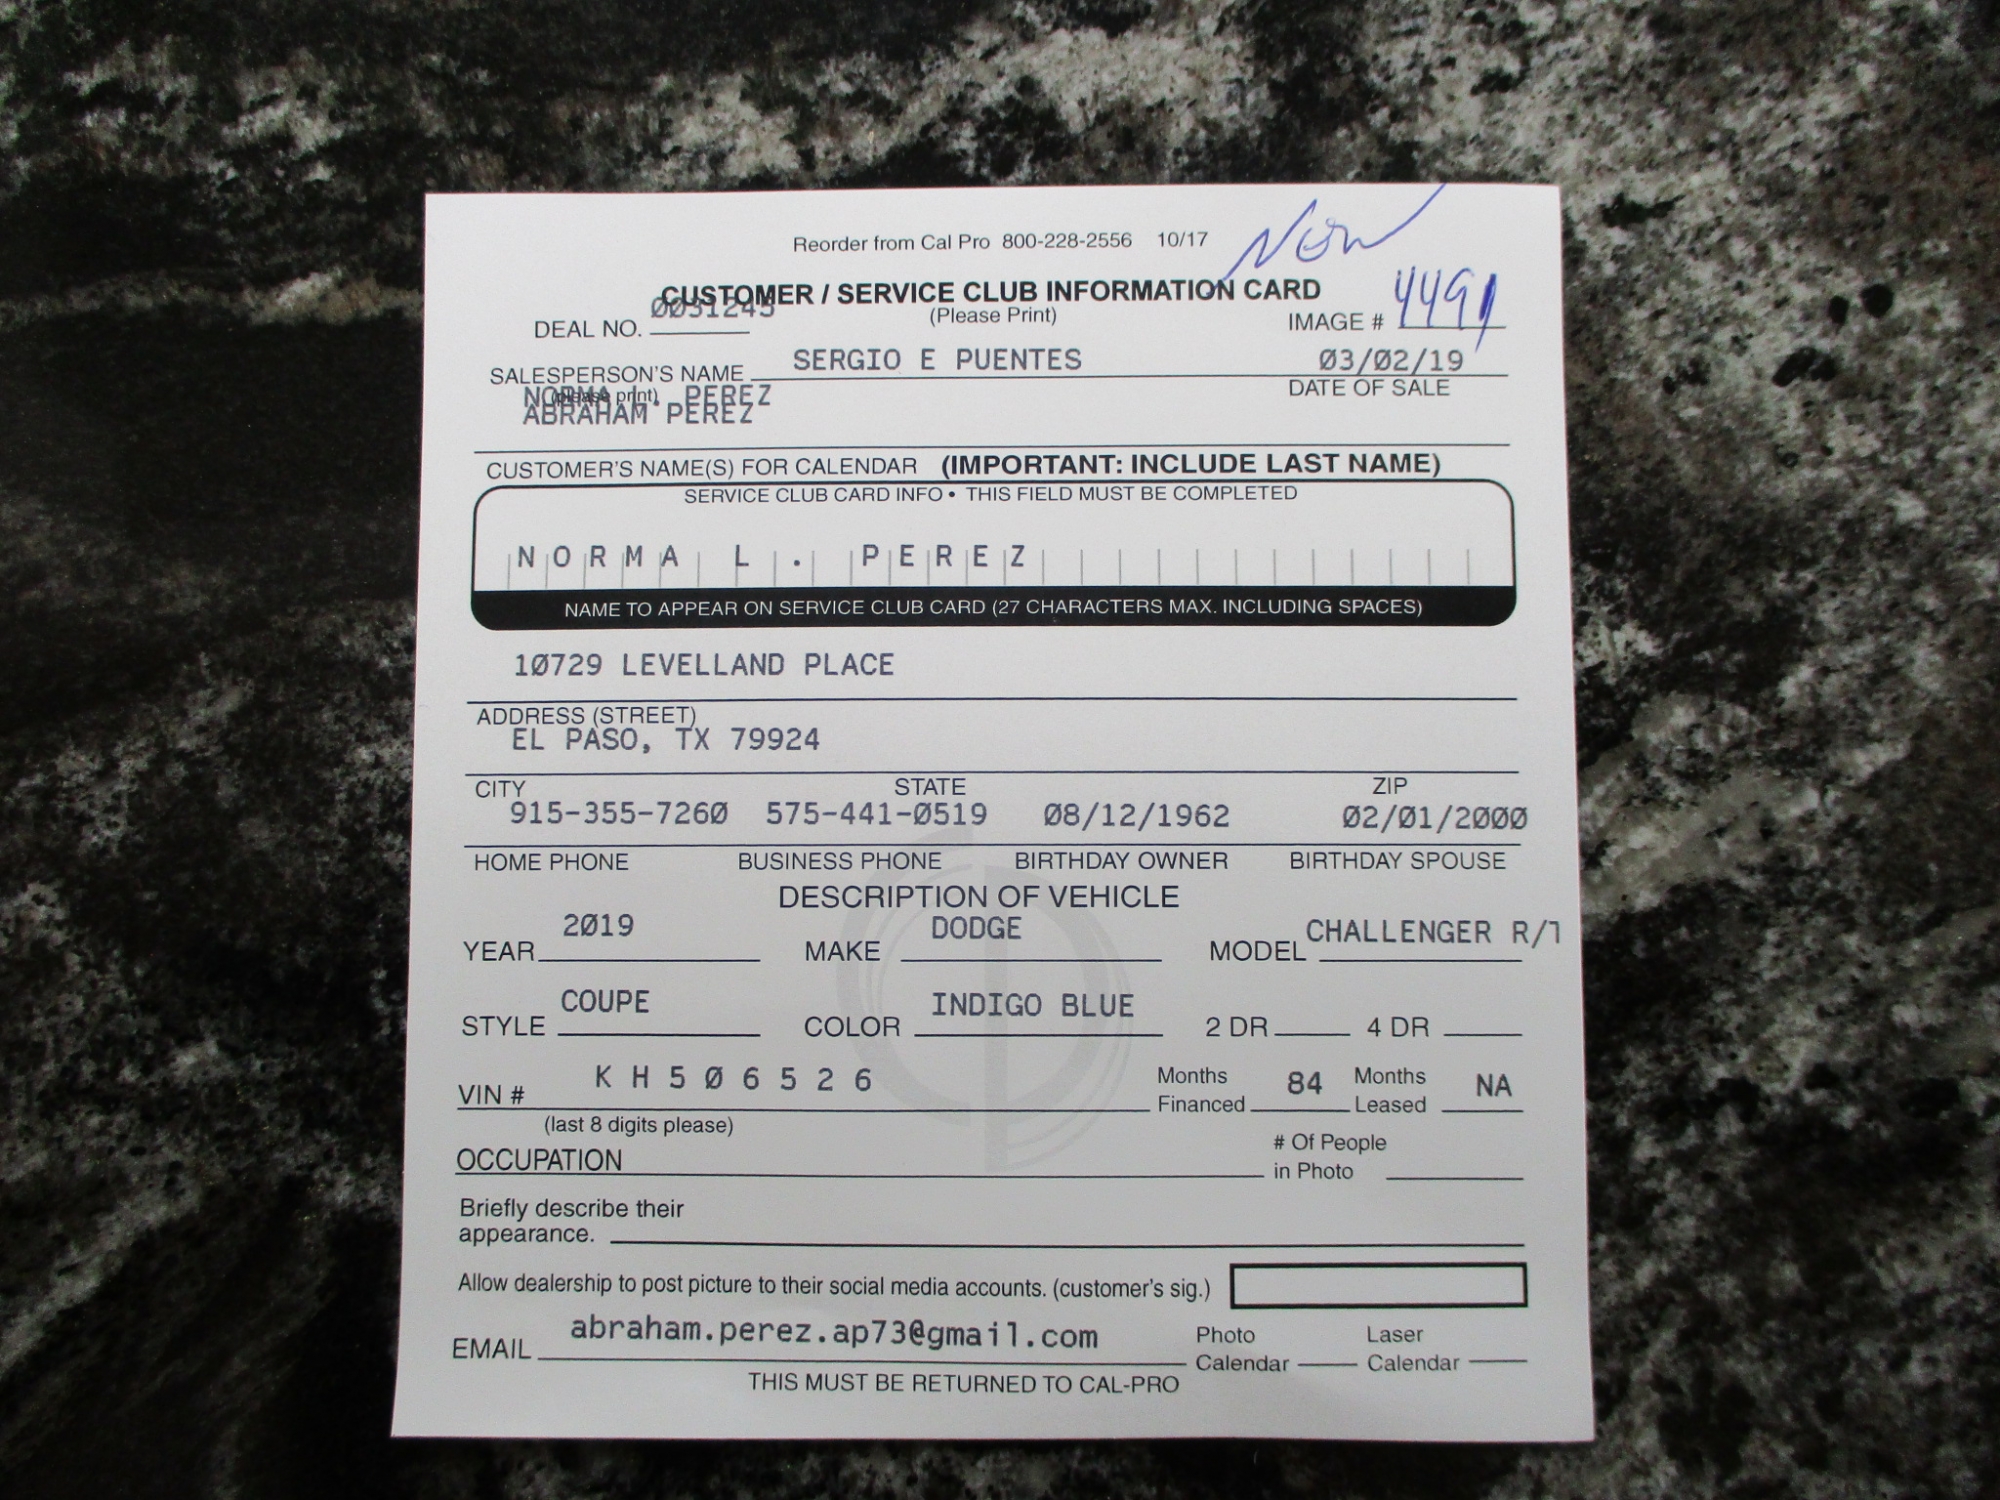 Reorder from Cal Pro 800-228-2556 10/17
Now
CUSTOMER / SERVICE CLUB INFORMATION CARD
(Please Print)
DEAL NO. 0031245
IMAGE # 4491
SALESPERSON'S NAME SERGIO E PUENTES 03/02/19
(please print) DATE OF SALE
NORMA L. PEREZ
ABRAHAM PEREZ
CUSTOMER'S NAME(S) FOR CALENDAR (IMPORTANT: INCLUDE LAST NAME)
SERVICE CLUB CARD INFO • THIS FIELD MUST BE COMPLETED
NORMA L. PEREZ
NAME TO APPEAR ON SERVICE CLUB CARD (27 CHARACTERS MAX. INCLUDING SPACES)
10729 LEVELLAND PLACE
ADDRESS (STREET)
EL PASO, TX 79924
CITY STATE ZIP
915-355-7260 575-441-0519 08/12/1962 02/01/2000
HOME PHONE BUSINESS PHONE BIRTHDAY OWNER BIRTHDAY SPOUSE
DESCRIPTION OF VEHICLE
YEAR 2019 MAKE DODGE MODEL CHALLENGER R/T
STYLE COUPE COLOR INDIGO BLUE 2 DR 4 DR
VIN # KH506526 Months Financed 84 Months Leased NA
(last 8 digits please)
OCCUPATION # Of People in Photo
Briefly describe their
appearance.
Allow dealership to post picture to their social media accounts. (customer's sig.)
EMAIL abraham.perez.ap73@gmail.com Photo Calendar Laser Calendar
THIS MUST BE RETURNED TO CAL-PRO